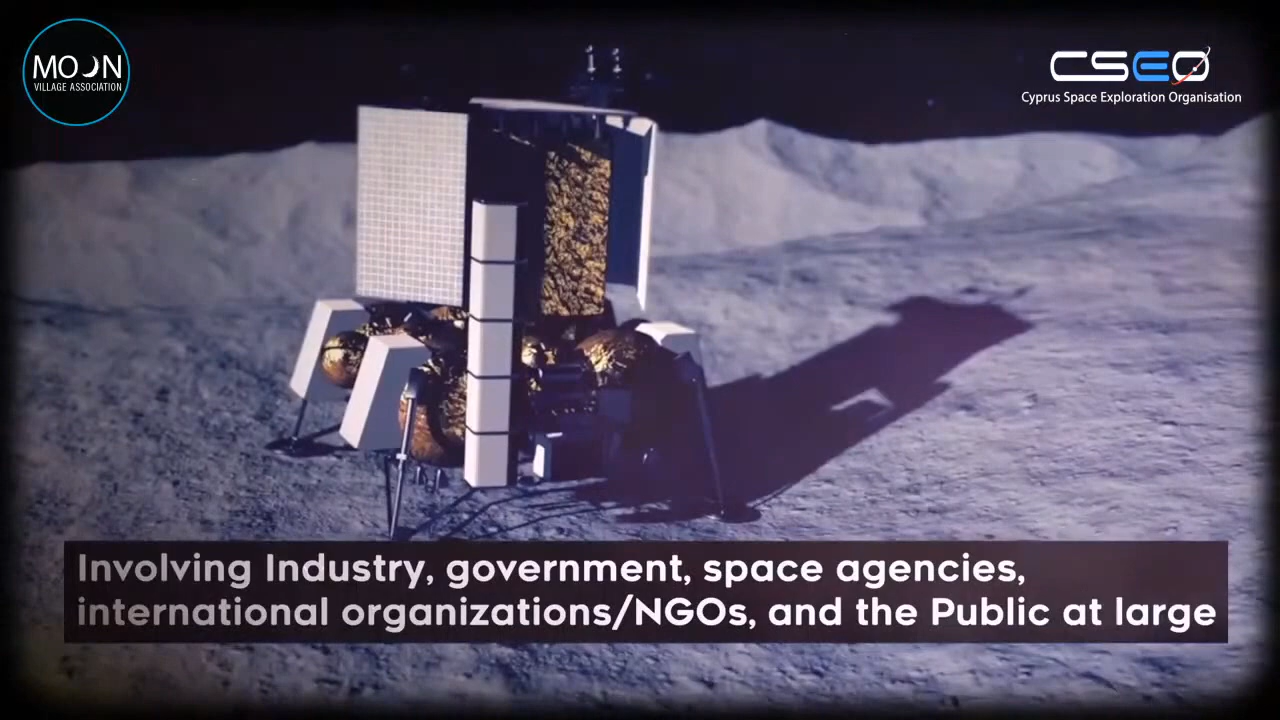 MOON
VILLAGE ASSOCIATION
CSEO
Cyprus Space Exploration Organisation
Involving Industry, government, space agencies,
international organizations/NGOs, and the Public at large